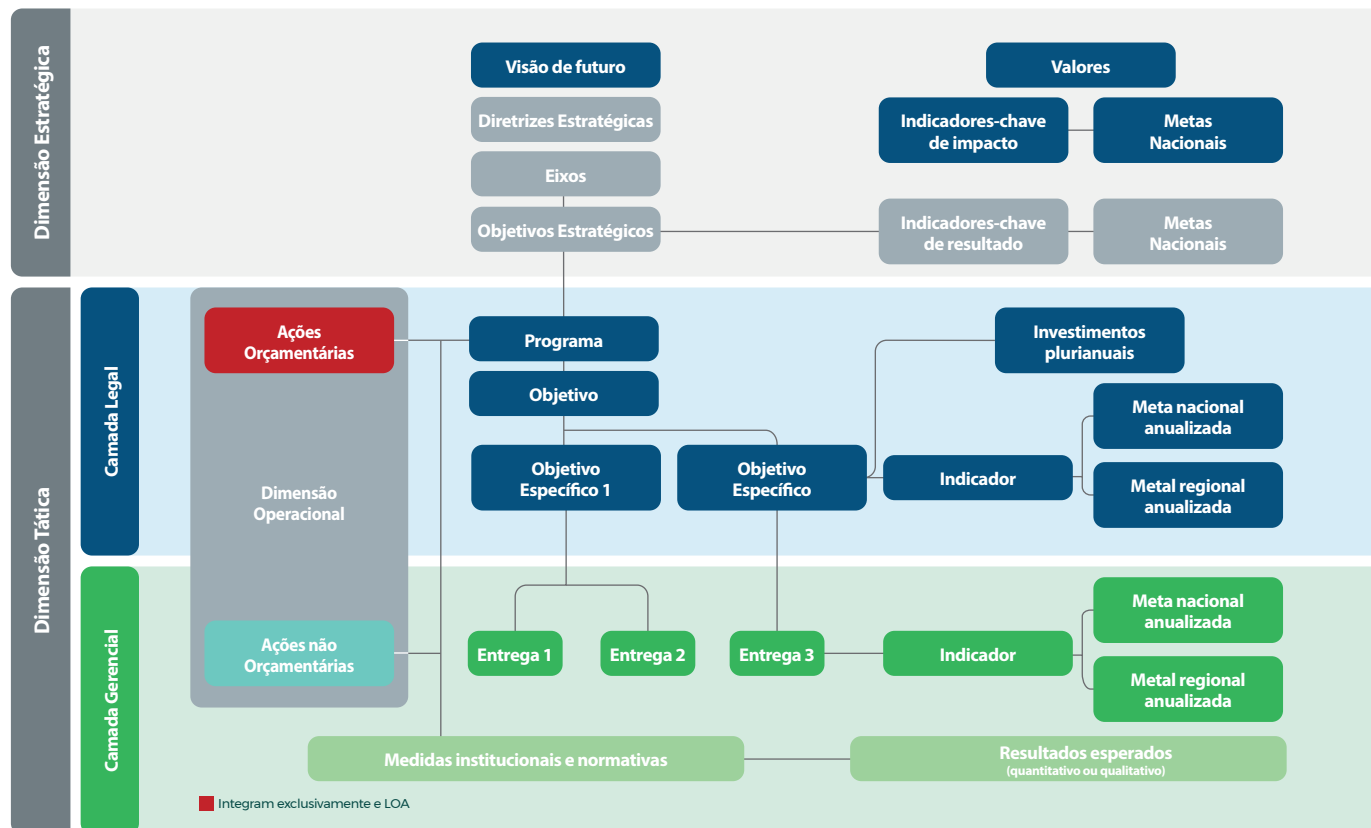 Dimensão Estratégica
Visão de futuro
Valores
Diretrizes Estratégicas
Indicadores-chave
de impacto
Metas
Nacionais
Eixos
Objetivos Estratégicos
Indicadores-chave
de resultado
Metas
Nacionais
Dimensão Tática
Camada Legal
Ações
Orçamentárias
Programa
Investimentos
plurianuais
Objetivo
Meta nacional
anualizada
Objetivo
Específico 1
Objetivo
Específico
Indicador
Metal regional
anualizada
Dimensão
Operacional
Camada Gerencial
Ações não
Orçamentárias
Entrega 1
Entrega 2
Entrega 3
Indicador
Meta nacional
anualizada
Metal regional
anualizada
Medidas institucionais e normativas
Resultados esperados
(quantitativo ou qualitativo)
Integram exclusivamente e LOA